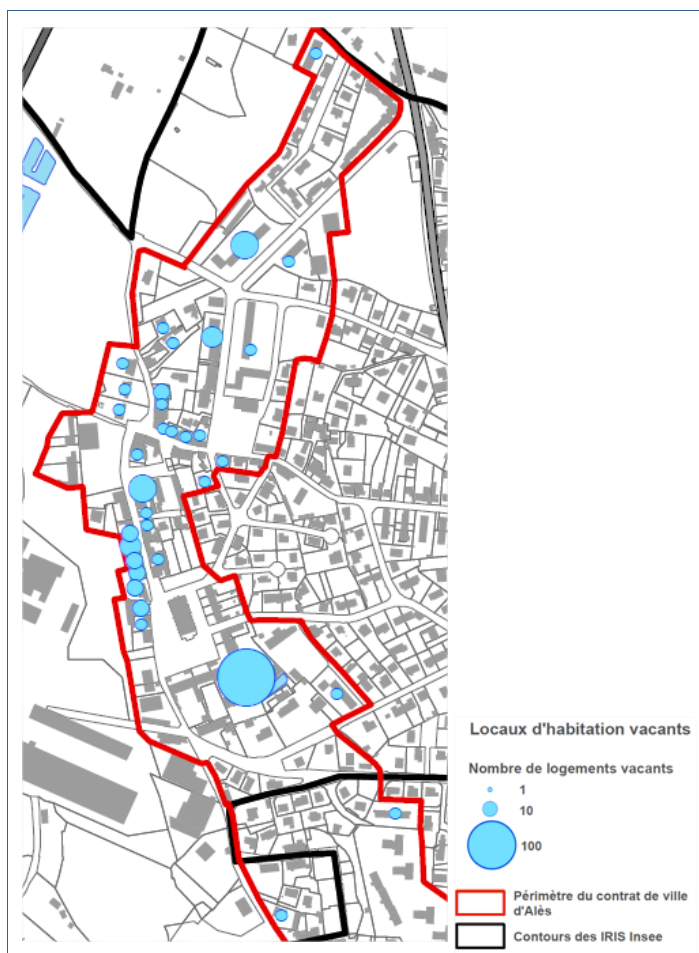 Locaux d'habitation vacants
Nombre de logements vacants
1
10
100
Périmètre du contrat de ville
d'Alès
Contours des IRIS Insee